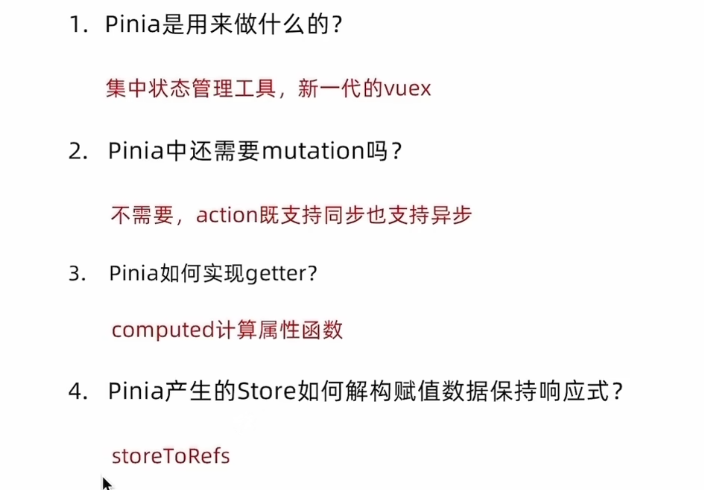 1. Pinia是用来做什么的?
集中状态管理工具，新一代的vuex
2. Pinia中还需要mutation吗?
不需要，action既支持同步也支持异步
3. Pinia如何实现getter?
computed计算属性函数
4. Pinia产生的Store如何解构赋值数据保持响应式?
storeToRefs